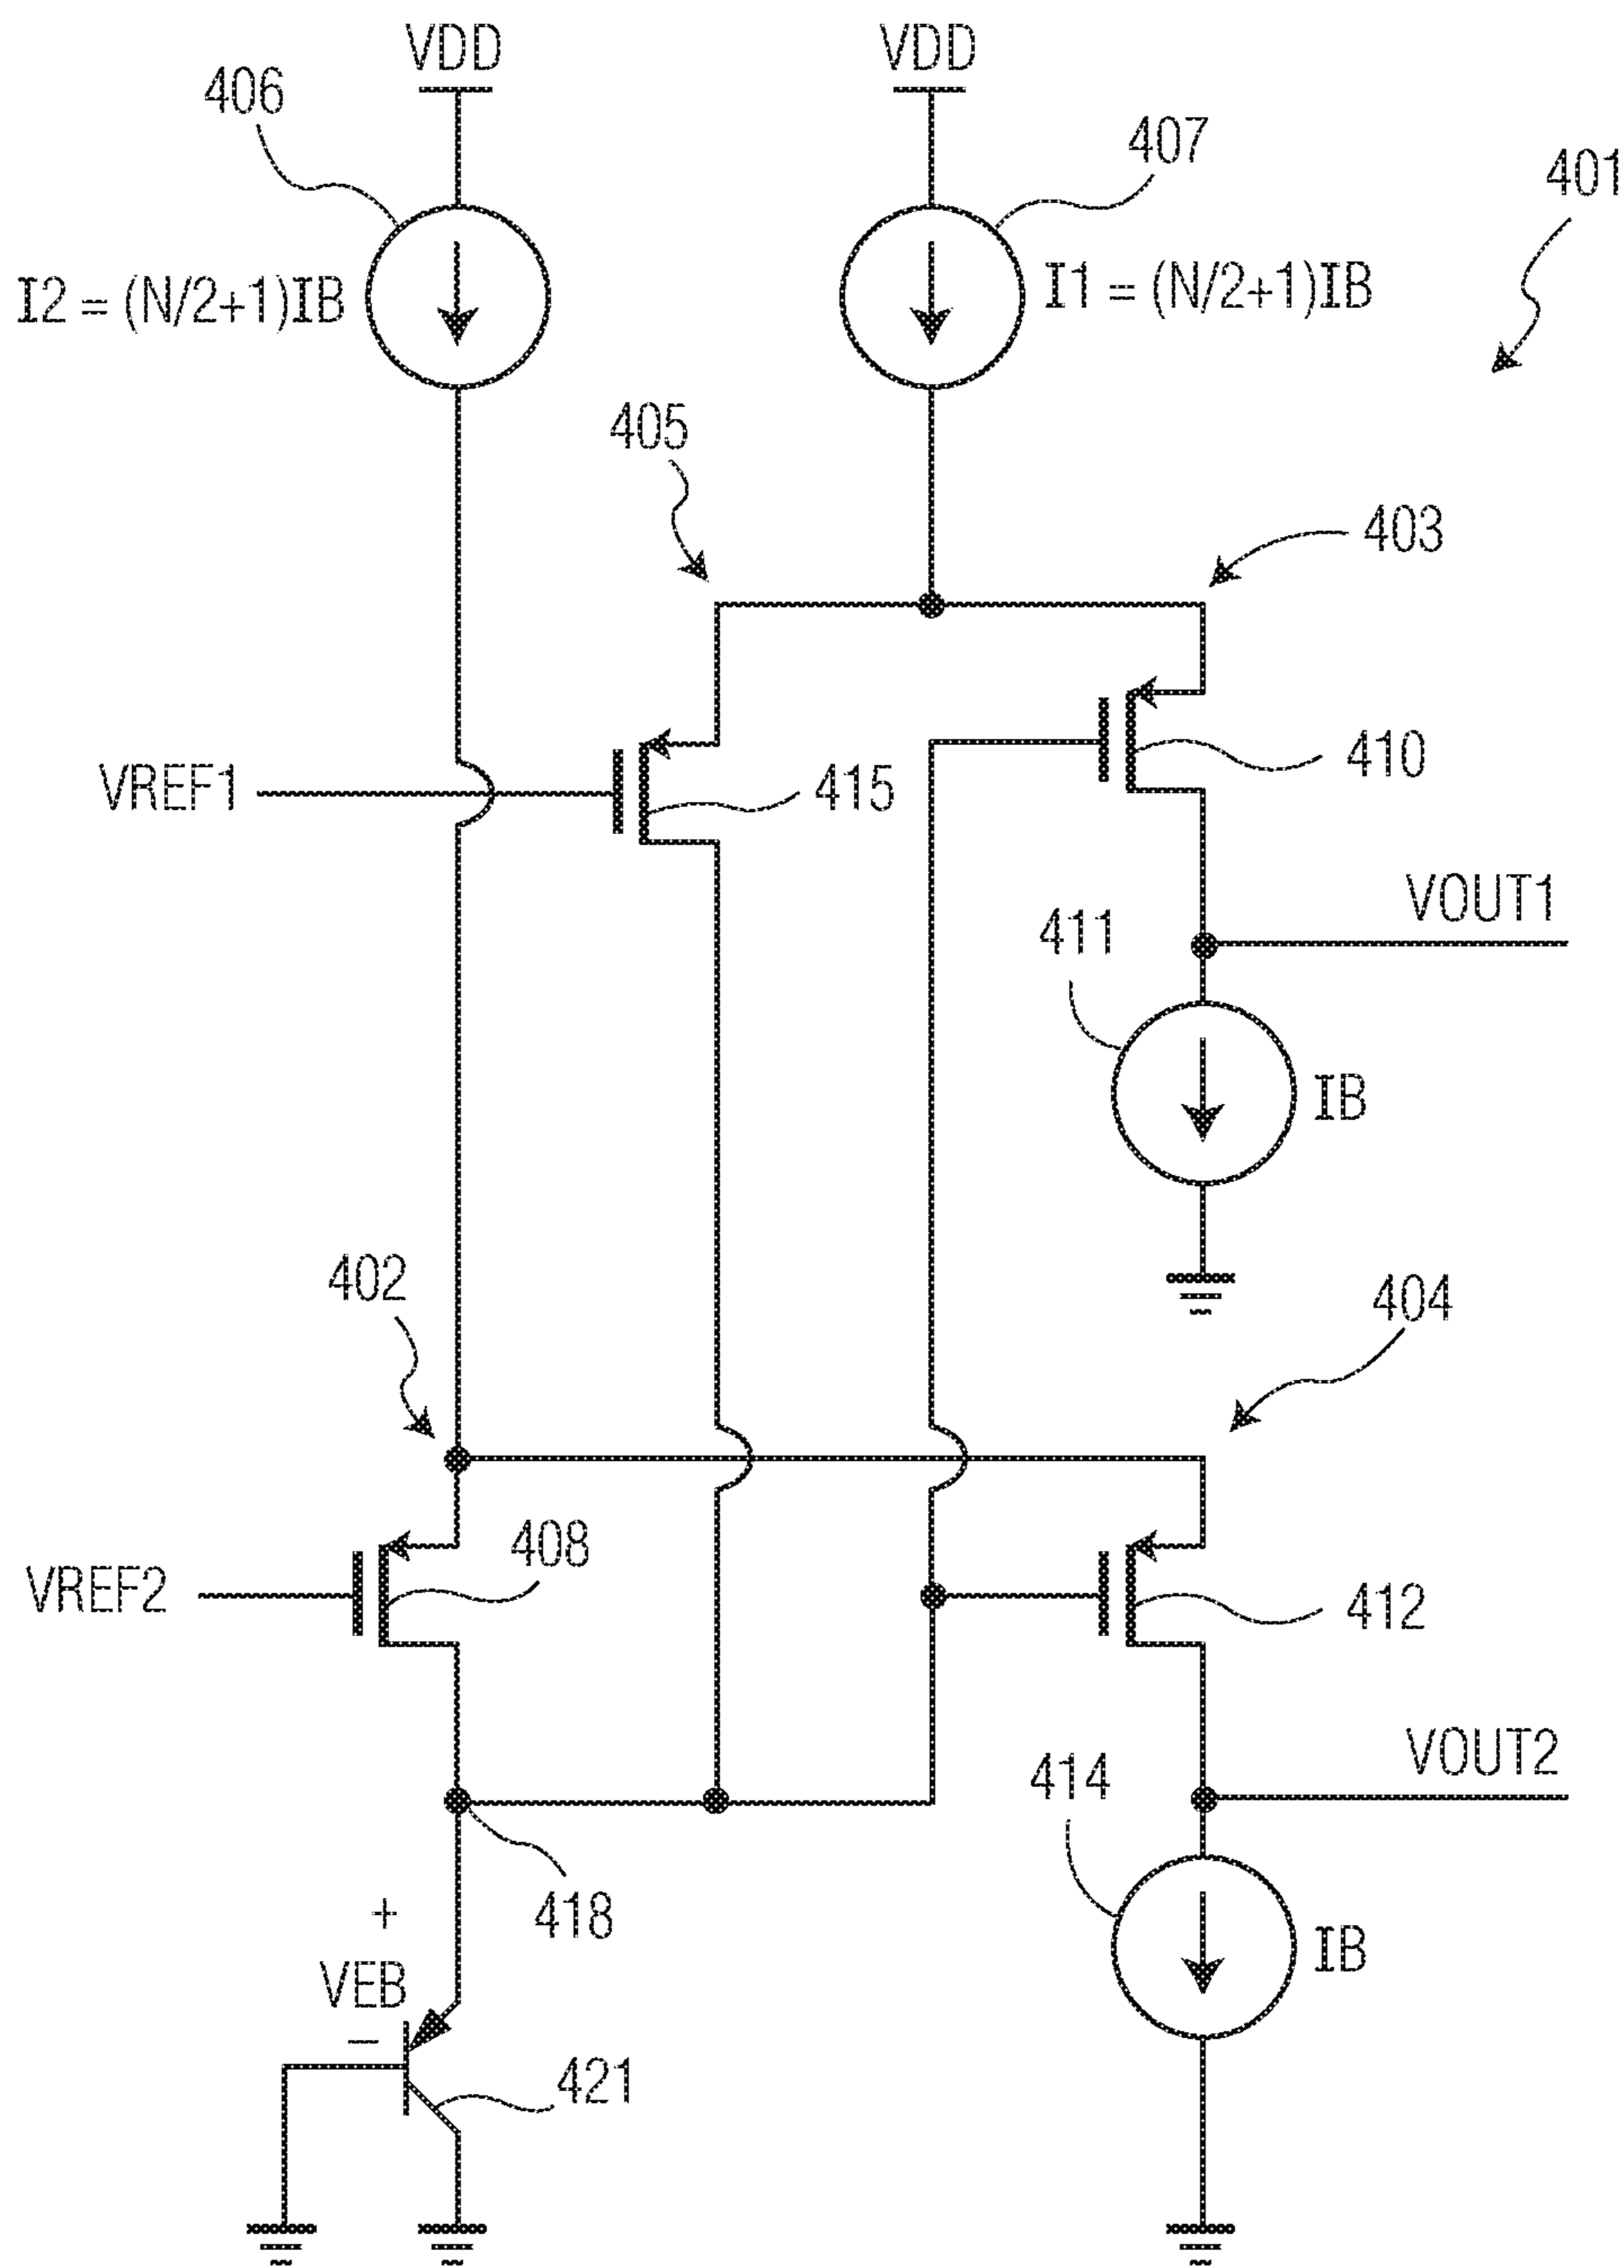 VDD
VDD
406
407
401
I2 = (N/2+1)IB
I1 = (N/2+1)IB
405
403
VREF1
415
410
VOUT1
411
IB
402
404
VREF2
408
412
VOUT2
414
418
+
VEB
−
IB
421